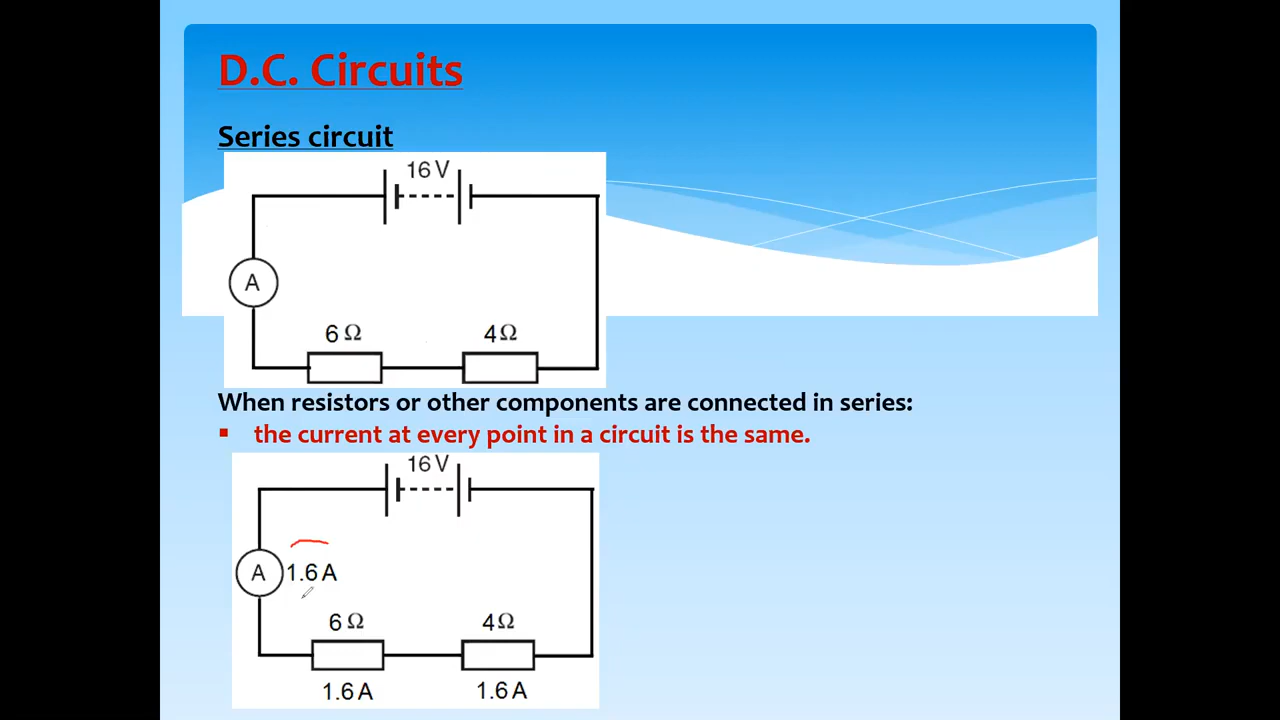 D.C. Circuits
Series circuit
16 V
A
6 Ω 4 Ω
When resistors or other components are connected in series:
▪ the current at every point in a circuit is the same.
16 V
A 1.6 A
6 Ω 4 Ω
1.6 A 1.6 A